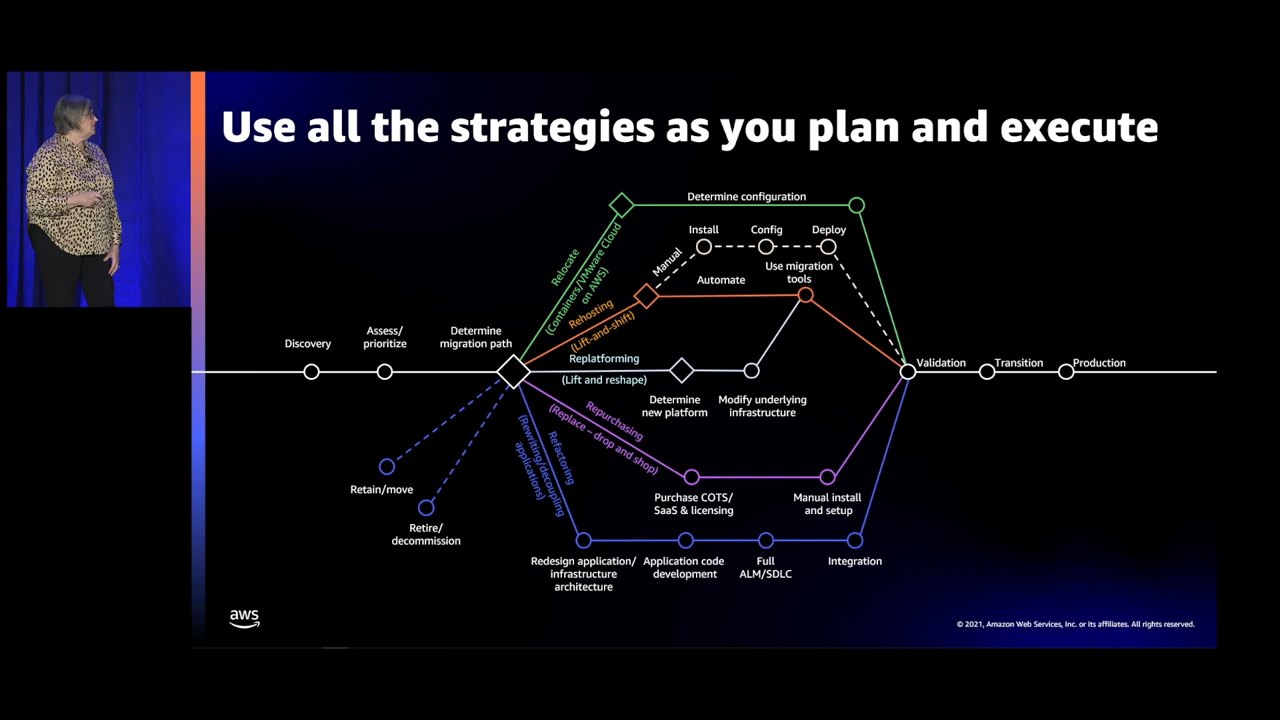 Use all the strategies as you plan and execute
Determine configuration
Install
Config
Deploy
Relocate
(Containers/VMware Cloud
on AWS)
Manual
Automate
Use migration
tools
Rehosting
(Lift-and-shift)
Discovery
Assess/
prioritize
Determine
migration path
Replatforming
(Lift and reshape)
Determine
new platform
Modify underlying
infrastructure
Validation
Transition
Production
Repurchasing
(Replace – drop and shop)
Purchase COTS/
SaaS & licensing
Manual install
and setup
Refactoring
(Rewriting/decoupling
applications)
Retain/move
Retire/
decommission
Redesign application/
infrastructure
architecture
Application code
development
Full
ALM/SDLC
Integration
aws
© 2021, Amazon Web Services, Inc. or its affiliates. All rights reserved.